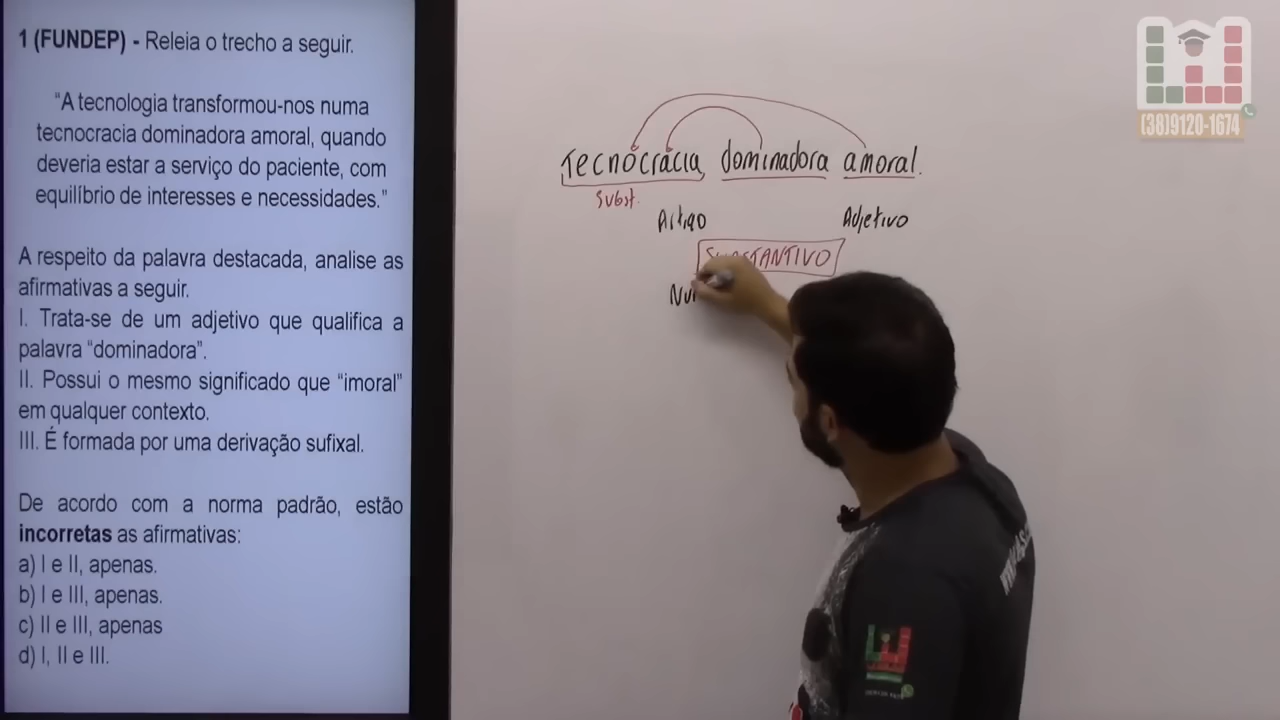 1 (FUNDEP) - Releia o trecho a seguir.
“A tecnologia transformou-nos numa
tecnocracia dominadora amoral, quando
deveria estar a serviço do paciente, com
equilíbrio de interesses e necessidades.”
A respeito da palavra destacada, analise as
afirmativas a seguir.
I. Trata-se de um adjetivo que qualifica a
palavra “dominadora”.
II. Possui o mesmo significado que “imoral”
em qualquer contexto.
III. É formada por uma derivação sufixal.
De acordo com a norma padrão, estão
incorretas as afirmativas:
a) I e II, apenas.
b) I e III, apenas.
c) II e III, apenas
d) I, II e III.
Tecnocracia dominadora amoral.
Subst.
Artigo
Adjetivo
SUBSTANTIVO
(38)9120-1674